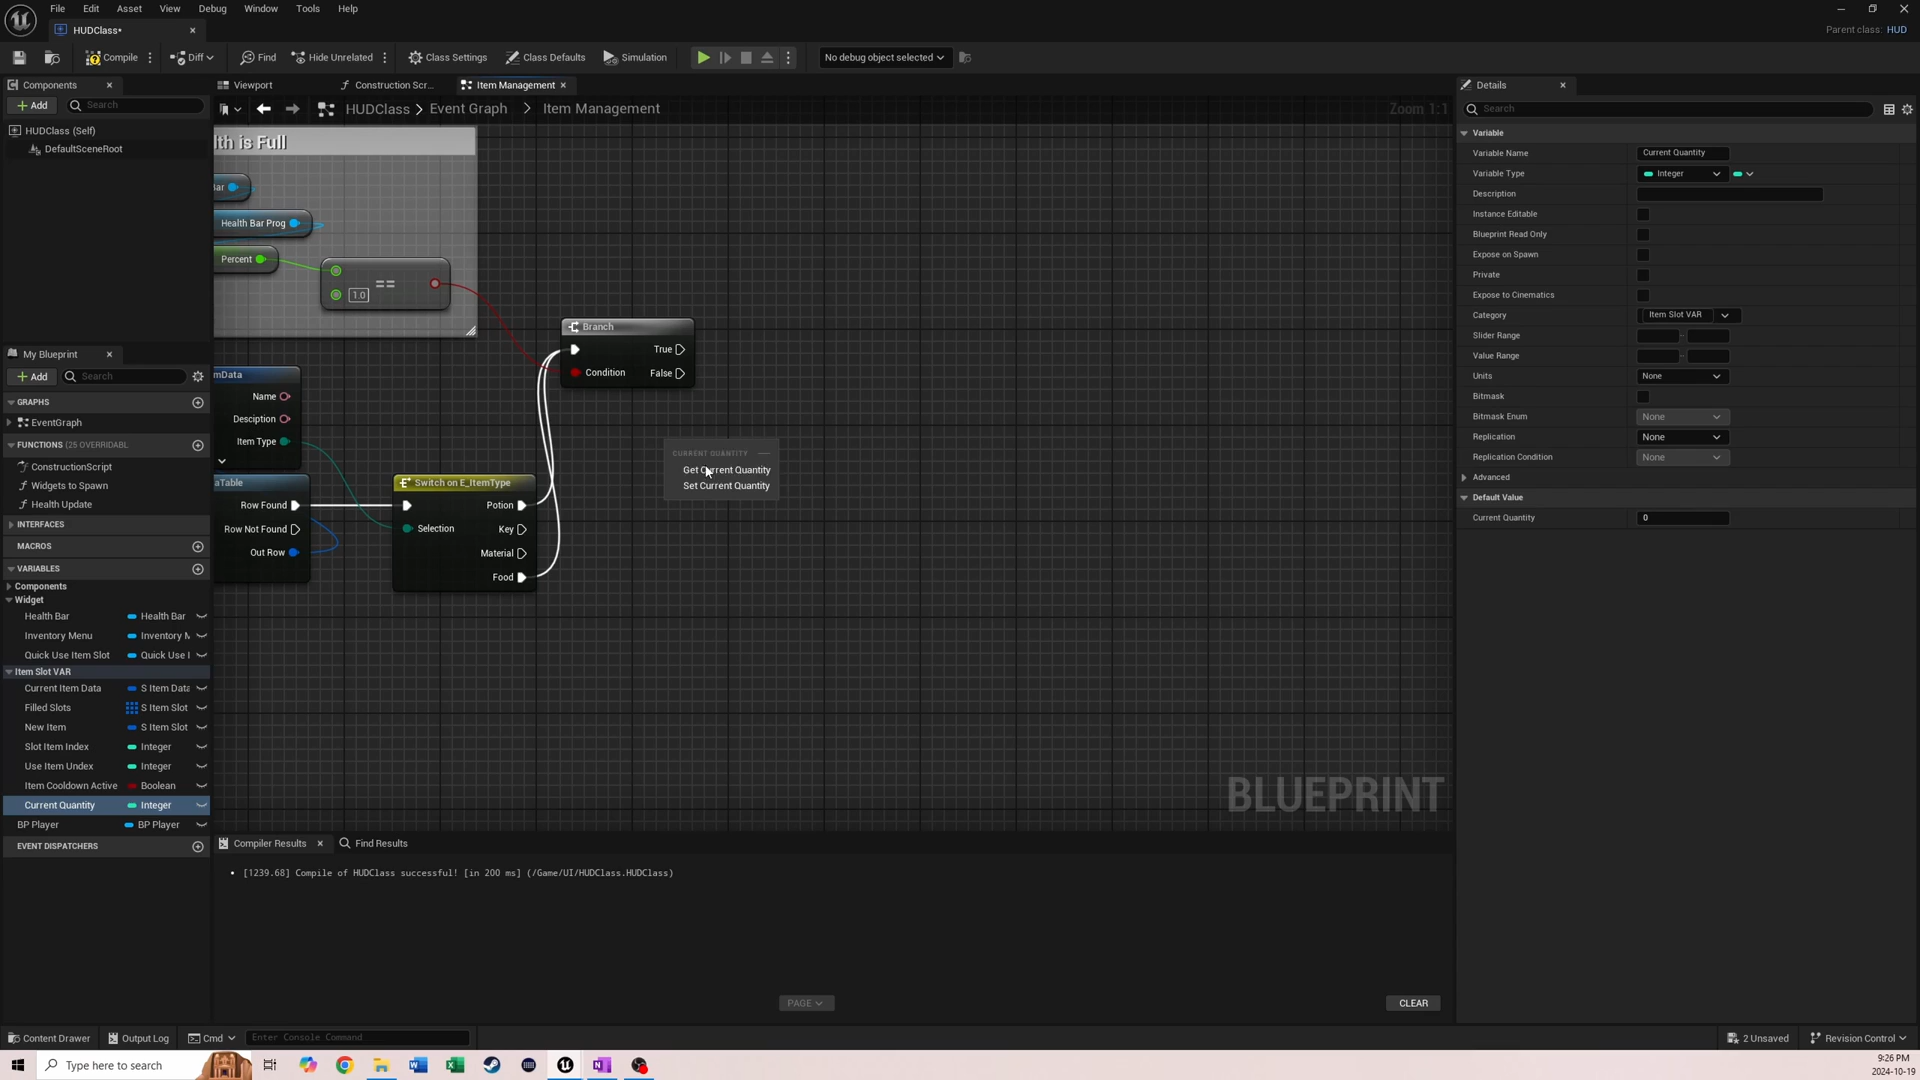 File Edit Asset View Debug Window Tools Help
HUDClass•
Parent class: HUD
Compile Diff Find Hide Unrelated Class Settings Class Defaults Simulation No debug object selected
Components
Viewport Construction Scr... Item Management
Details
Add Search
HUDClass > Event Graph > Item Management
Zoom 1:1
Search
HUDClass (Self)
DefaultSceneRoot
lth is Full
Bar
Health Bar Prog
Percent
1.0 ==
Branch
True
Condition False
mData
Name
Desciption
Item Type
aTable
Row Found
Row Not Found
Out Row
Switch on E_ItemType
Potion
Selection Key
Material
Food
CURRENT QUANTITY
Get Current Quantity
Set Current Quantity
BLUEPRINT
My Blueprint
Add Search
GRAPHS
EventGraph
FUNCTIONS (25 OVERRIDABL
ConstructionScript
Widgets to Spawn
Health Update
INTERFACES
MACROS
VARIABLES
Components
Widget
Health Bar Health Bar
Inventory Menu Inventory M
Quick Use Item Slot Quick Use I
Item Slot VAR
Current Item Data S Item Data
Filled Slots S Item Slot
New Item S Item Slot
Slot Item Index Integer
Use Item Undex Integer
Item Cooldown Active Boolean
Current Quantity Integer
BP Player BP Player
EVENT DISPATCHERS
Variable
Variable Name Current Quantity
Variable Type Integer
Description
Instance Editable
Blueprint Read Only
Expose on Spawn
Private
Expose to Cinematics
Category Item Slot VAR
Slider Range
Value Range
Units None
Bitmask
Bitmask Enum None
Replication None
Replication Condition None
Advanced
Default Value
Current Quantity 0
Compiler Results Find Results
[1239.68] Compile of HUDClass successful! [in 200 ms] (/Game/UI/HUDClass.HUDClass)
PAGE CLEAR
Content Drawer Output Log Cmd Enter Console Command 2 Unsaved Revision Control
Type here to search
9:26 PM
2024-10-19